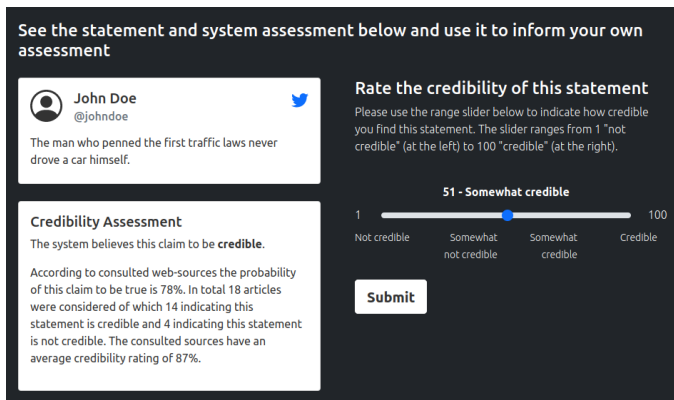 See the statement and system assessment below and use it to inform your own
assessment
John Doe
@johndoe
The man who penned the first traffic laws never
drove a car himself.
Credibility Assessment
The system believes this claim to be credible.
According to consulted web-sources the probability
of this claim to be true is 78%. In total 18 articles
were considered of which 14 indicating this
statement is credible and 4 indicating this statement
is not credible. The consulted sources have an
average credibility rating of 87%.
Rate the credibility of this statement
Please use the range slider below to indicate how credible
you find this statement. The slider ranges from 1 "not
credible" (at the left) to 100 "credible" (at the right).
51 - Somewhat credible
1 100
Not credible Somewhat Somewhat Credible
not credible credible
Submit